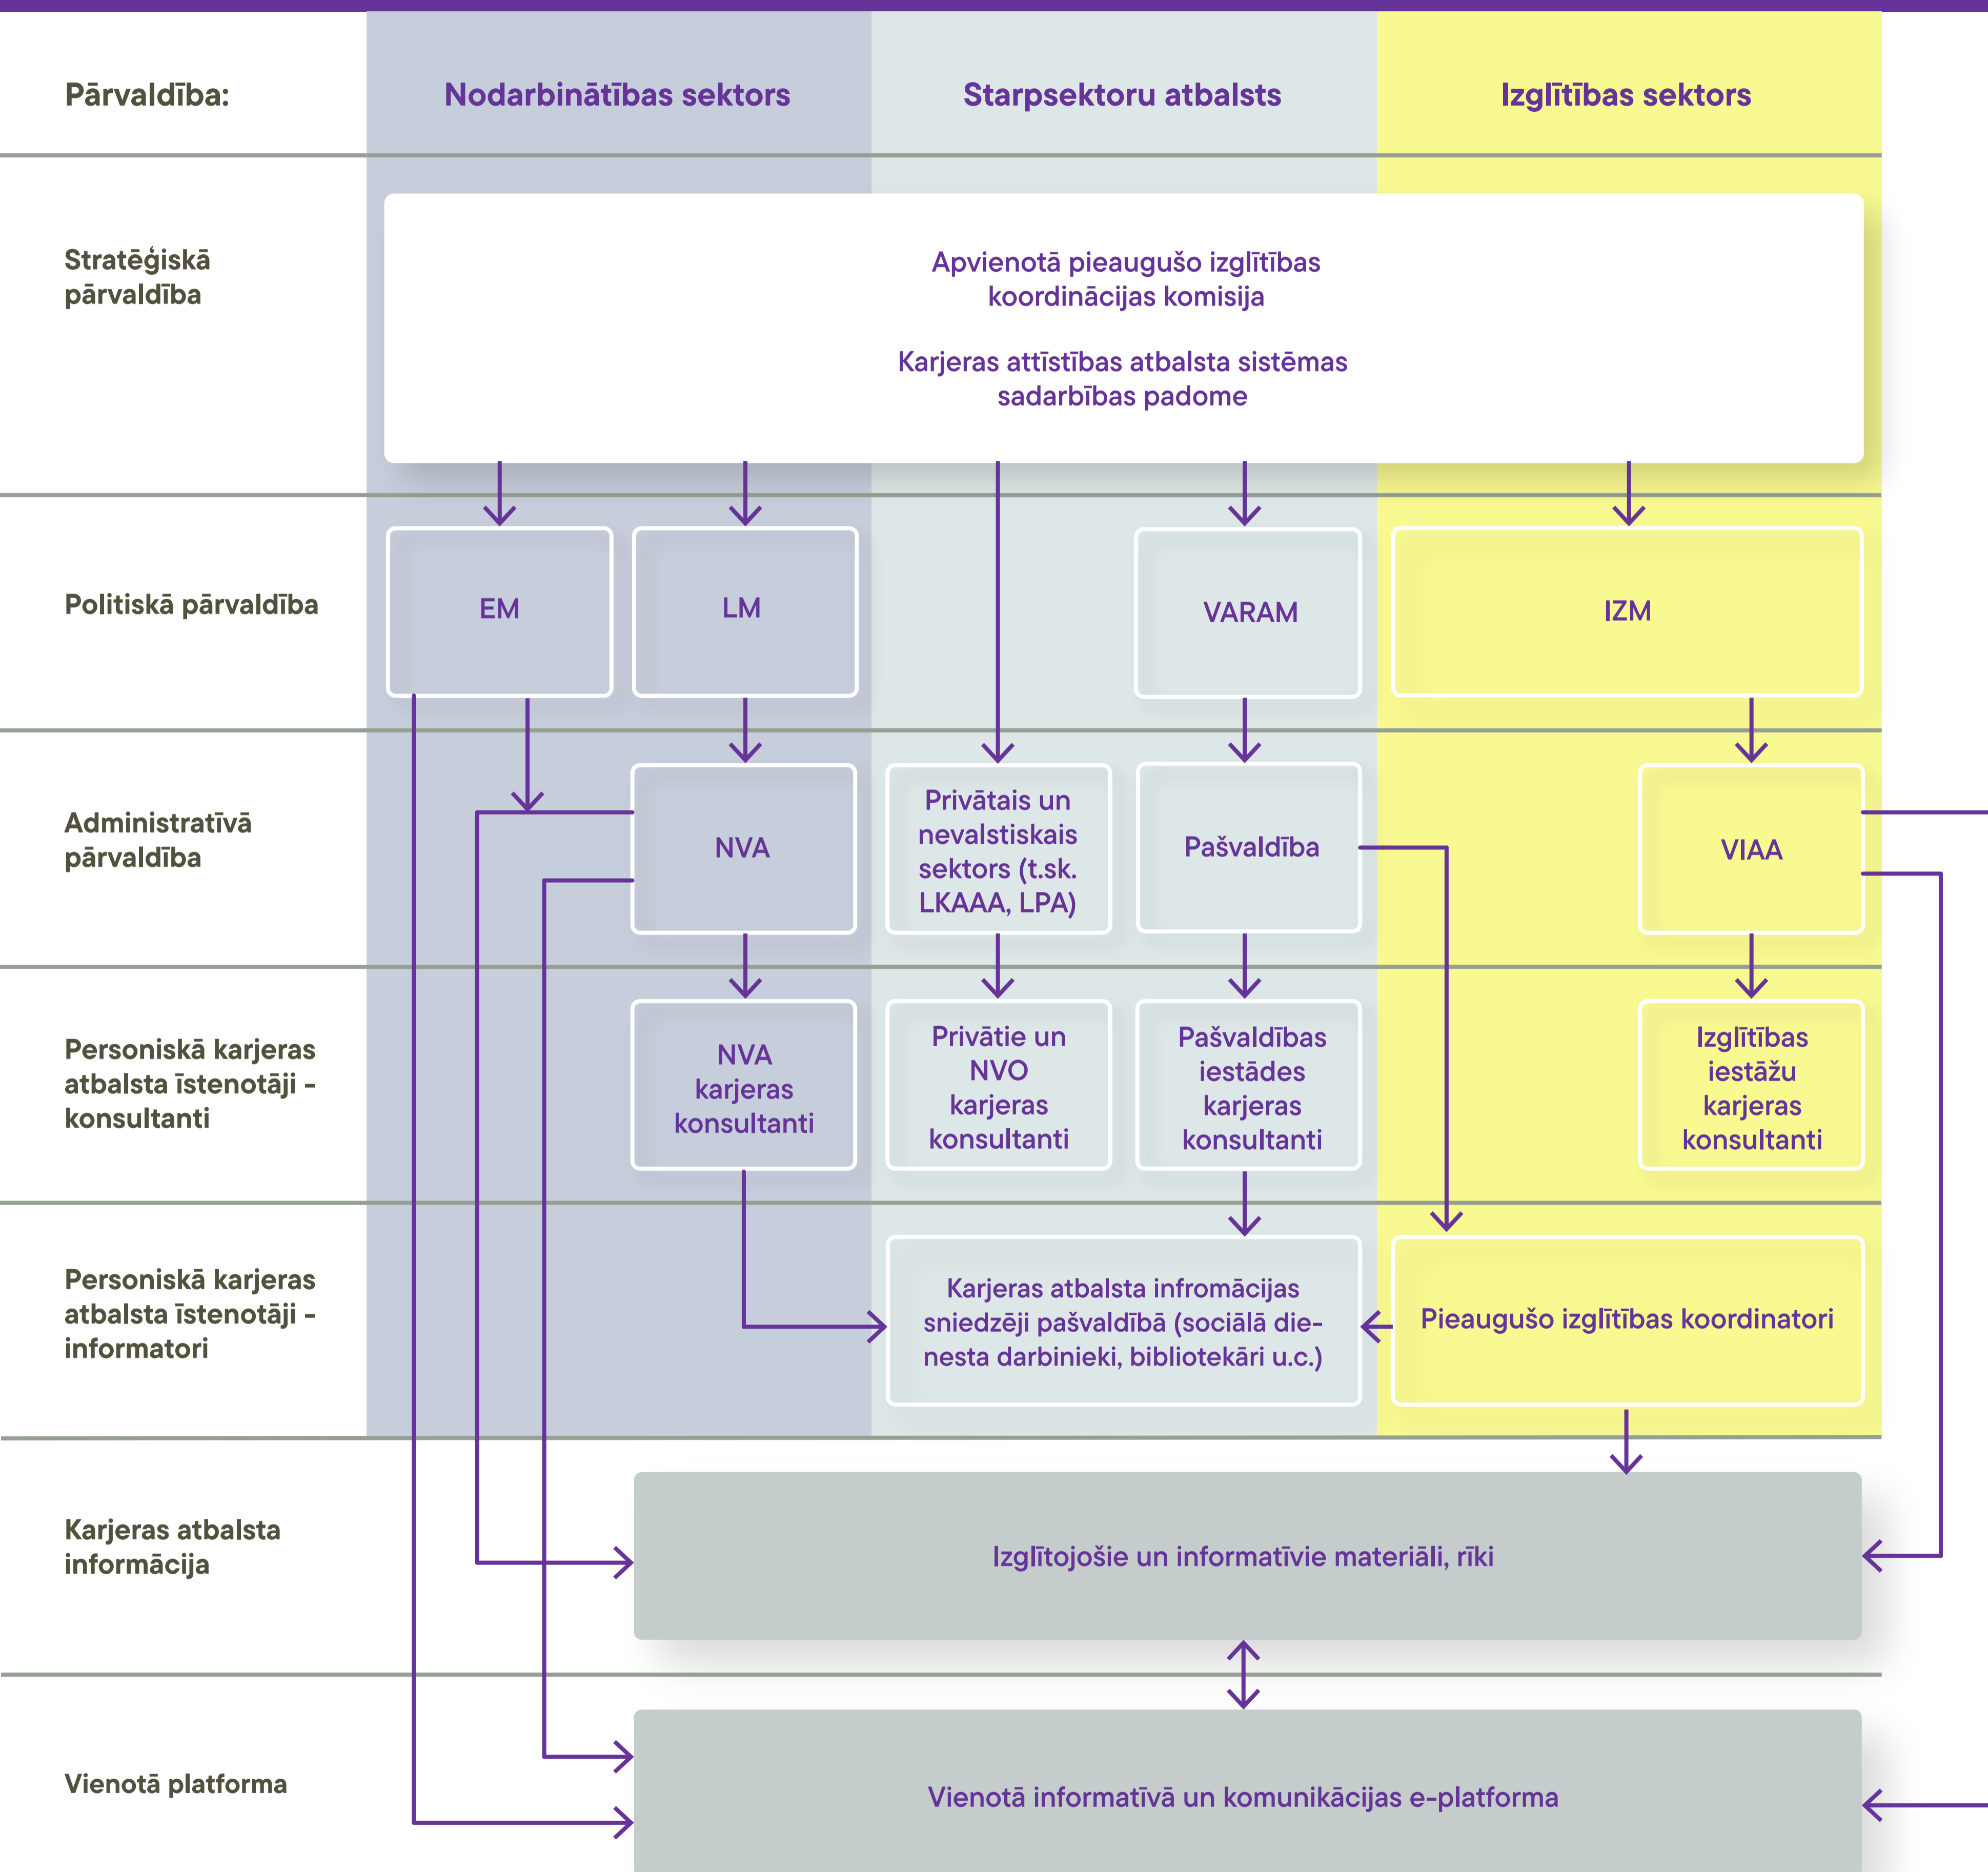 Pārvaldība:
Nodarbinātības sektors
Starpsektoru atbalsts
Izglītības sektors
Stratēģiskā
pārvaldība
Apvienotā pieaugušo izglītības
koordinācijas komisija
Karjeras attīstības atbalsta sistēmas
sadarbības padome
Politiskā pārvaldība
EM
LM
VARAM
IZM
Administratīvā
pārvaldība
NVA
Privātais un
nevalstiskais
sektors (t.sk.
LKAAA, LPA)
Pašvaldība
VIAA
Personiskā karjeras
atbalsta īstenotāji -
konsultanti
NVA
karjeras
konsultanti
Privātie un
NVO
karjeras
konsultanti
Pašvaldības
iestādes
karjeras
konsultanti
Izglītības
iestāžu
karjeras
konsultanti
Personiskā karjeras
atbalsta īstenotāji -
informatori
Karjeras atbalsta infromācijas
sniedzēji pašvaldībā (sociālā die-
nesta darbinieki, bibliotekāri u.c.)
Pieaugušo izglītības koordinatori
Karjeras atbalsta
informācija
Izglītojošie un informatīvie materiāli, rīki
Vienotā platforma
Vienotā informatīvā un komunikācijas e-platforma